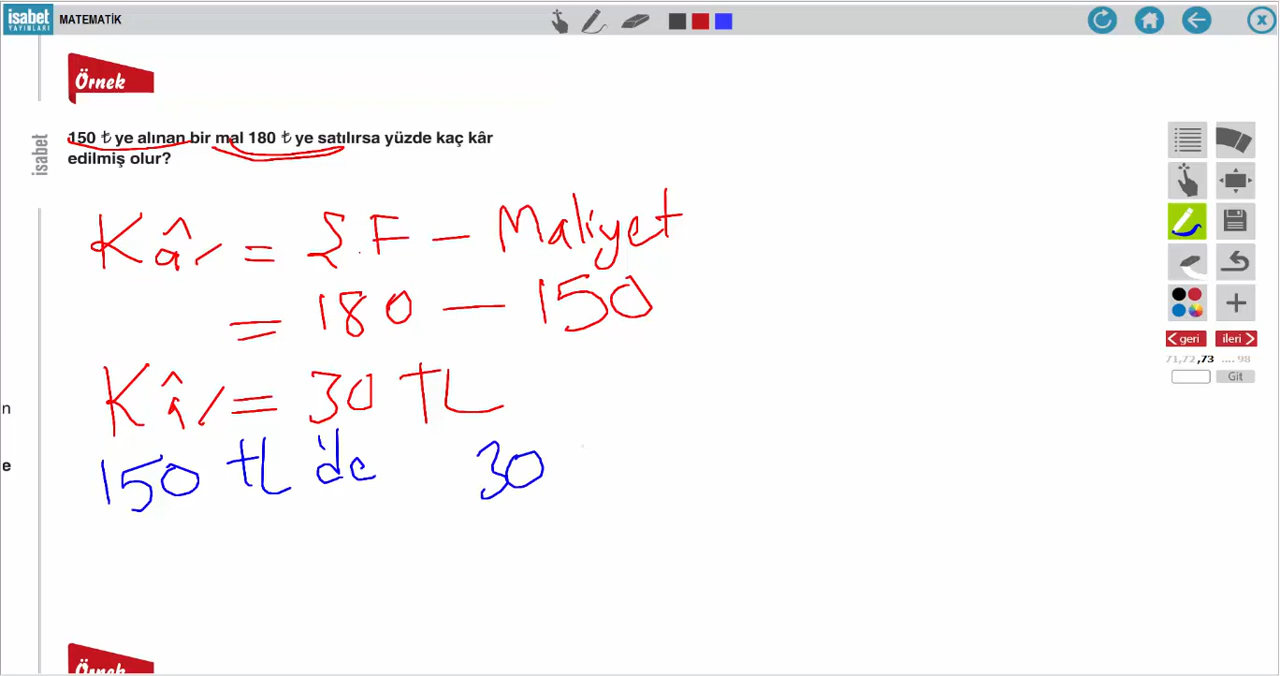 isabet
YAYINLARI
MATEMATİK
Örnek
isabet
150 ₺ ye alınan bir mal 180 ₺ ye satılırsa yüzde kaç kâr
edilmiş olur?
Kâr = S.F - Maliyet
= 180 - 150
Kâr = 30 TL
150 TL 'de 30
n
e
geri ileri
71,72,73 .... 98
Git
Örnek